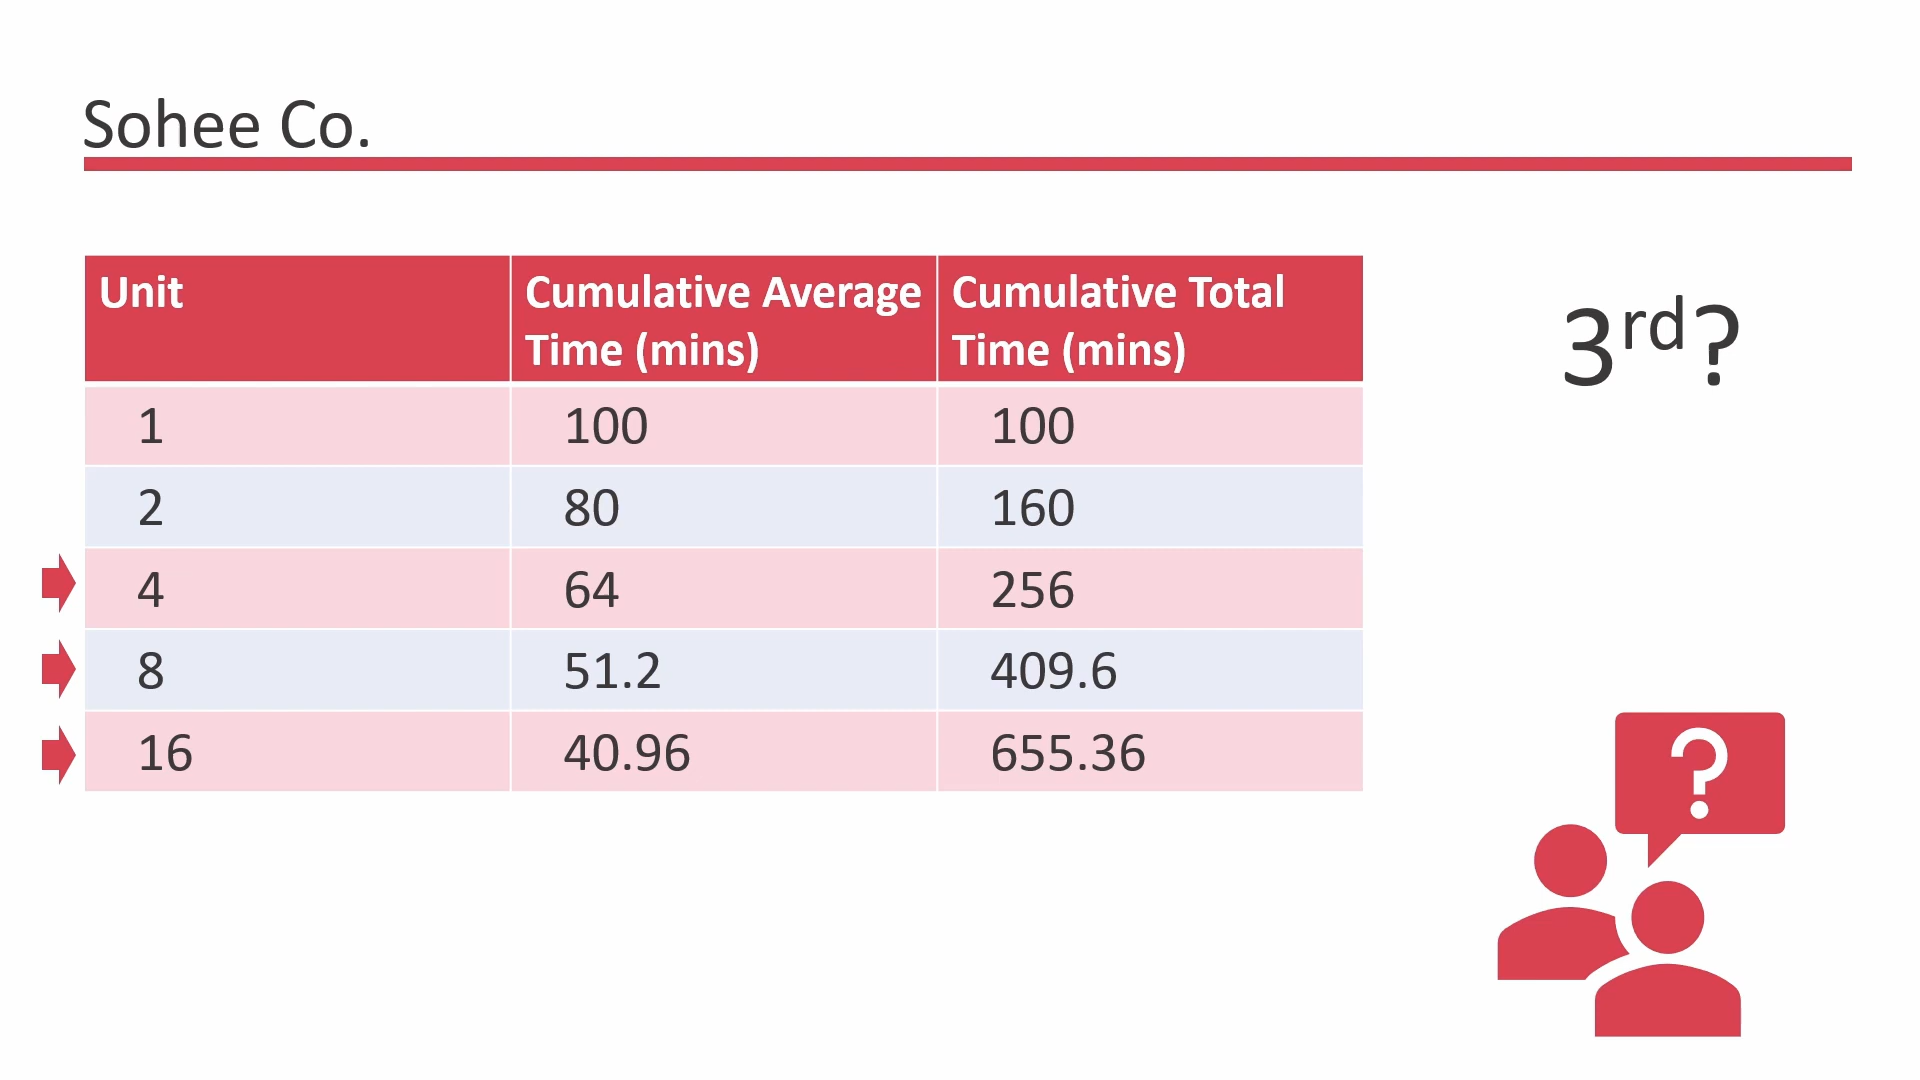 Sohee Co.
Unit
Cumulative Average
Time (mins)
Cumulative Total
Time (mins)
1 100 100
2 80 160
4 64 256
8 51.2 409.6
16 40.96 655.36
3rd?
?